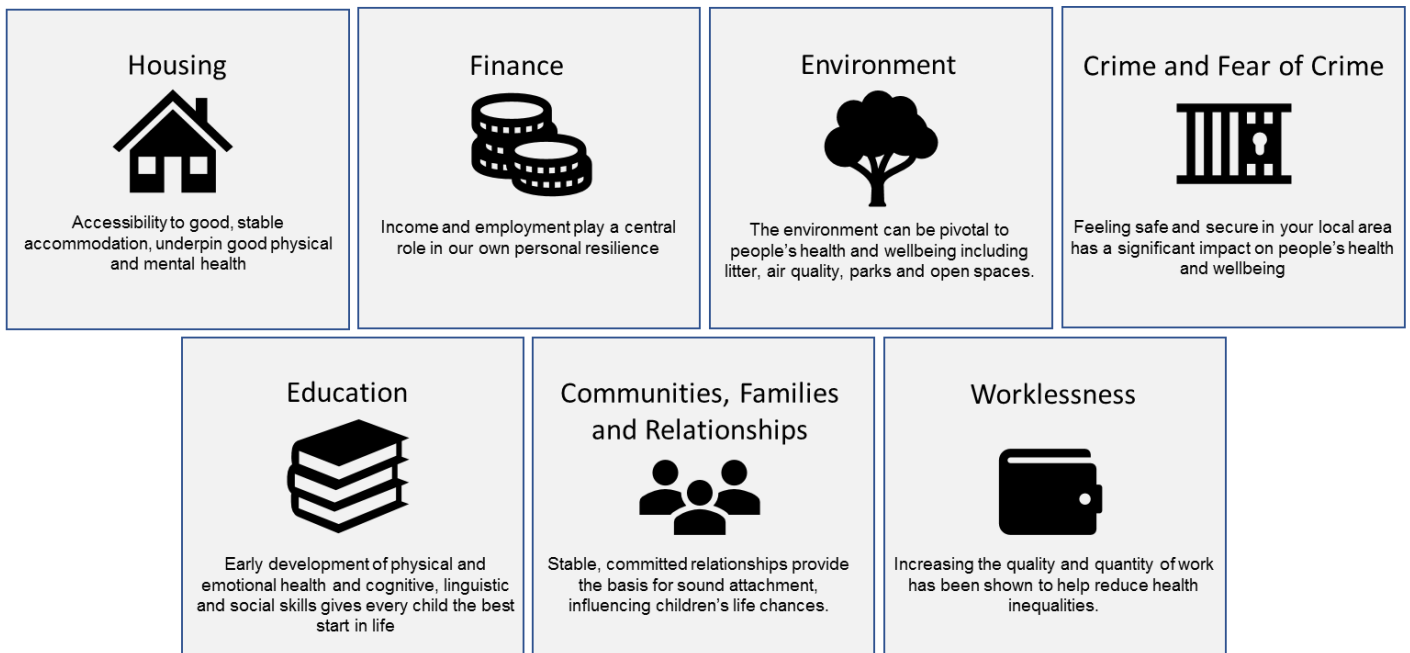 Housing
Accessibility to good, stable
accommodation, underpin good physical
and mental health
Finance
Income and employment play a central
role in our own personal resilience
Environment
The environment can be pivotal to
people's health and wellbeing including
litter, air quality, parks and open spaces.
Crime and Fear of Crime
Feeling safe and secure in your local area
has a significant impact on people's health
and wellbeing
Education
Early development of physical and
emotional health and cognitive, linguistic
and social skills gives every child the best
start in life
Communities, Families
and Relationships
Stable, committed relationships provide
the basis for sound attachment,
influencing children's life chances.
Worklessness
Increasing the quality and quantity of work
has been shown to help reduce health
inequalities.